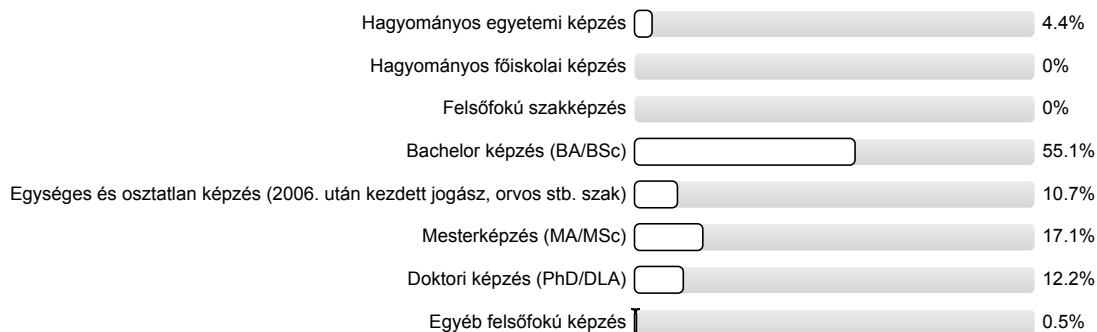 Hagyományos egyetemi képzés 4.4%
Hagyományos főiskolai képzés 0%
Felsőfokú szakképzés 0%
Bachelor képzés (BA/BSc) 55.1%
Egységes és osztatlan képzés (2006. után kezdett jogász, orvos stb. szak) 10.7%
Mesterképzés (MA/MSc) 17.1%
Doktori képzés (PhD/DLA) 12.2%
Egyéb felsőfokú képzés 0.5%